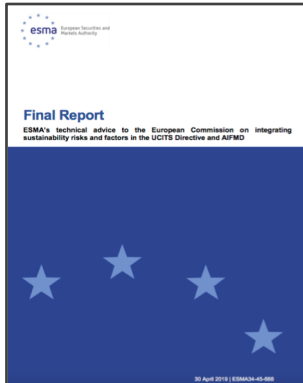 esma
European Securities and
Markets Authority
Final Report
ESMA's technical advice to the European Commission on integrating
sustainability risks and factors in the UCITS Directive and AIFMD
30 April 2019 | ESMA34-45-688